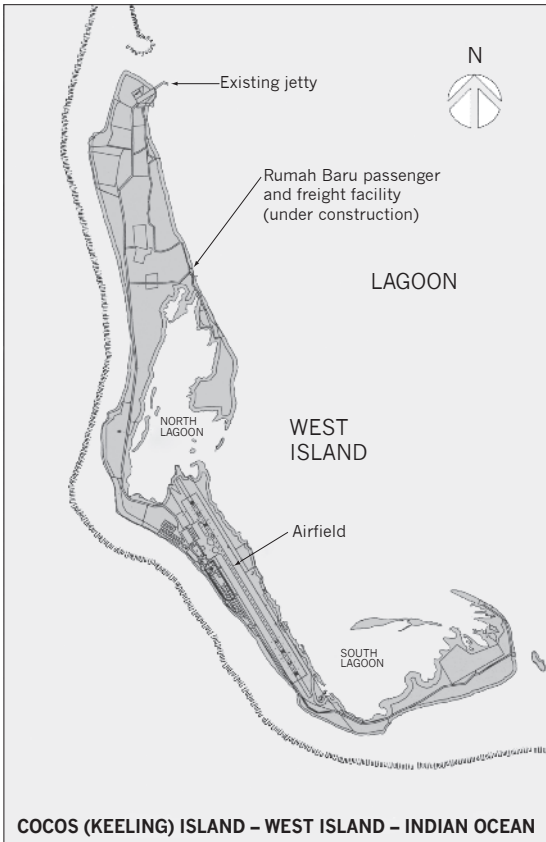 N
Existing jetty
Rumah Baru passenger
and freight facility
(under construction)
LAGOON
NORTH
LAGOON
WEST
ISLAND
Airfield
SOUTH
LAGOON
COCOS (KEELING) ISLAND – WEST ISLAND – INDIAN OCEAN